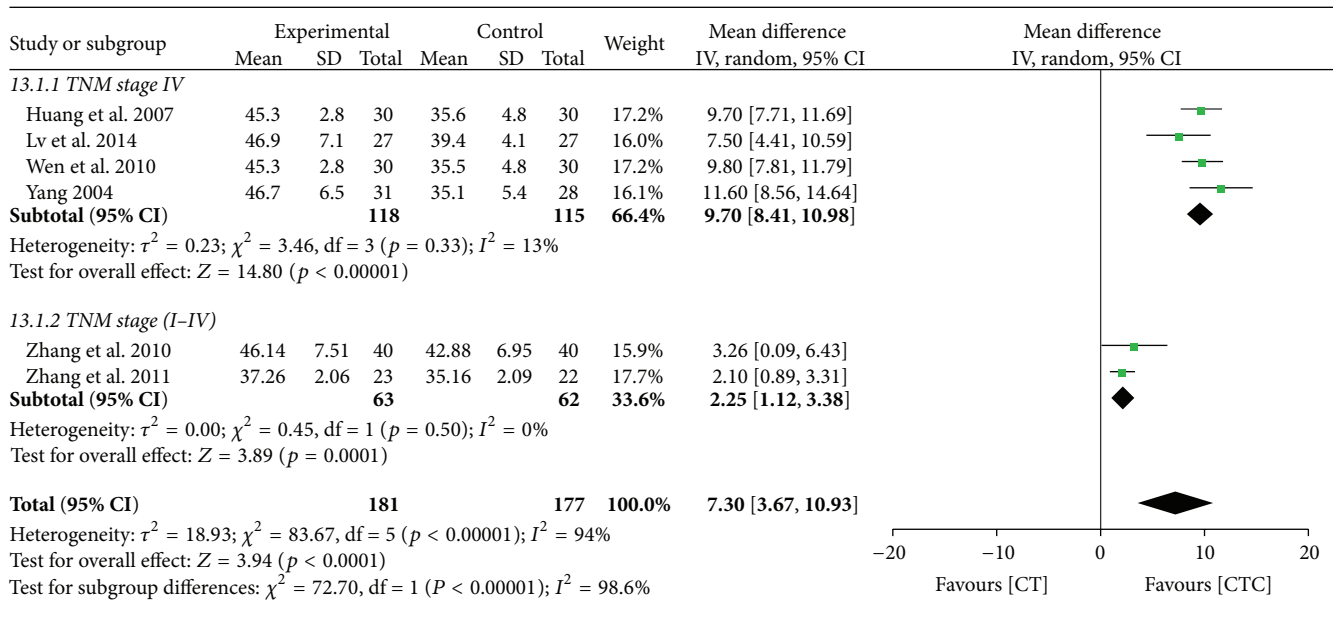 Study or subgroup Experimental Control Weight Mean difference Mean difference
Mean SD Total Mean SD Total IV, random, 95% CI IV, random, 95% CI
13.1.1 TNM stage IV
Huang et al. 2007 45.3 2.8 30 35.6 4.8 30 17.2% 9.70 [7.71, 11.69]
Lv et al. 2014 46.9 7.1 27 39.4 4.1 27 16.0% 7.50 [4.41, 10.59]
Wen et al. 2010 45.3 2.8 30 35.5 4.8 30 17.2% 9.80 [7.81, 11.79]
Yang 2004 46.7 6.5 31 35.1 5.4 28 16.1% 11.60 [8.56, 14.64]
Subtotal (95% CI) 118 115 66.4% 9.70 [8.41, 10.98]
Heterogeneity: τ² = 0.23; χ² = 3.46, df = 3 (p = 0.33); I² = 13%
Test for overall effect: Z = 14.80 (p < 0.00001)
13.1.2 TNM stage (I–IV)
Zhang et al. 2010 46.14 7.51 40 42.88 6.95 40 15.9% 3.26 [0.09, 6.43]
Zhang et al. 2011 37.26 2.06 23 35.16 2.09 22 17.7% 2.10 [0.89, 3.31]
Subtotal (95% CI) 63 62 33.6% 2.25 [1.12, 3.38]
Heterogeneity: τ² = 0.00; χ² = 0.45, df = 1 (p = 0.50); I² = 0%
Test for overall effect: Z = 3.89 (p = 0.0001)
Total (95% CI) 181 177 100.0% 7.30 [3.67, 10.93]
Heterogeneity: τ² = 18.93; χ² = 83.67, df = 5 (p < 0.00001); I² = 94%
Test for overall effect: Z = 3.94 (p < 0.0001)
Test for subgroup differences: χ² = 72.70, df = 1 (P < 0.00001); I² = 98.6%
−20 −10 0 10 20
Favours [CT] Favours [CTC]